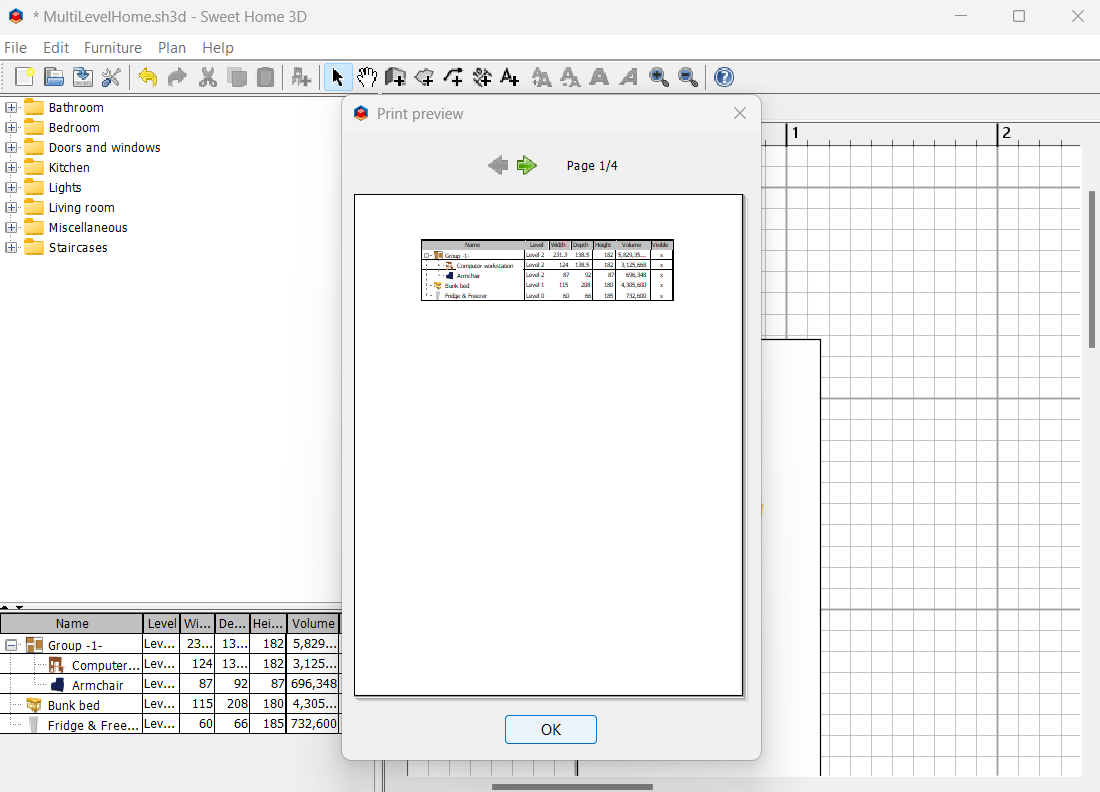 * MultiLevelHome.sh3d - Sweet Home 3D
File Edit Furniture Plan Help
Bathroom
Bedroom
Doors and windows
Kitchen
Lights
Living room
Miscellaneous
Staircases
Print preview
Page 1/4
Name Level Width Depth Height Volume Visible
Group -1- Level 2 231.3 138.5 182 5,829,35... x
Computer workstation Level 2 124 138.5 182 3,125,668 x
Armchair Level 2 87 92 87 696,348 x
Bunk bed Level 1 115 208 180 4,305,600 x
Fridge & Freezer Level 0 60 66 185 732,600 x
OK
1 2
Name Level Wi... De... Hei... Volume
Group -1- Lev... 23... 13... 182 5,829...
Computer... Lev... 124 13... 182 3,125...
Armchair Lev... 87 92 87 696,348
Bunk bed Lev... 115 208 180 4,305...
Fridge & Free... Lev... 60 66 185 732,600